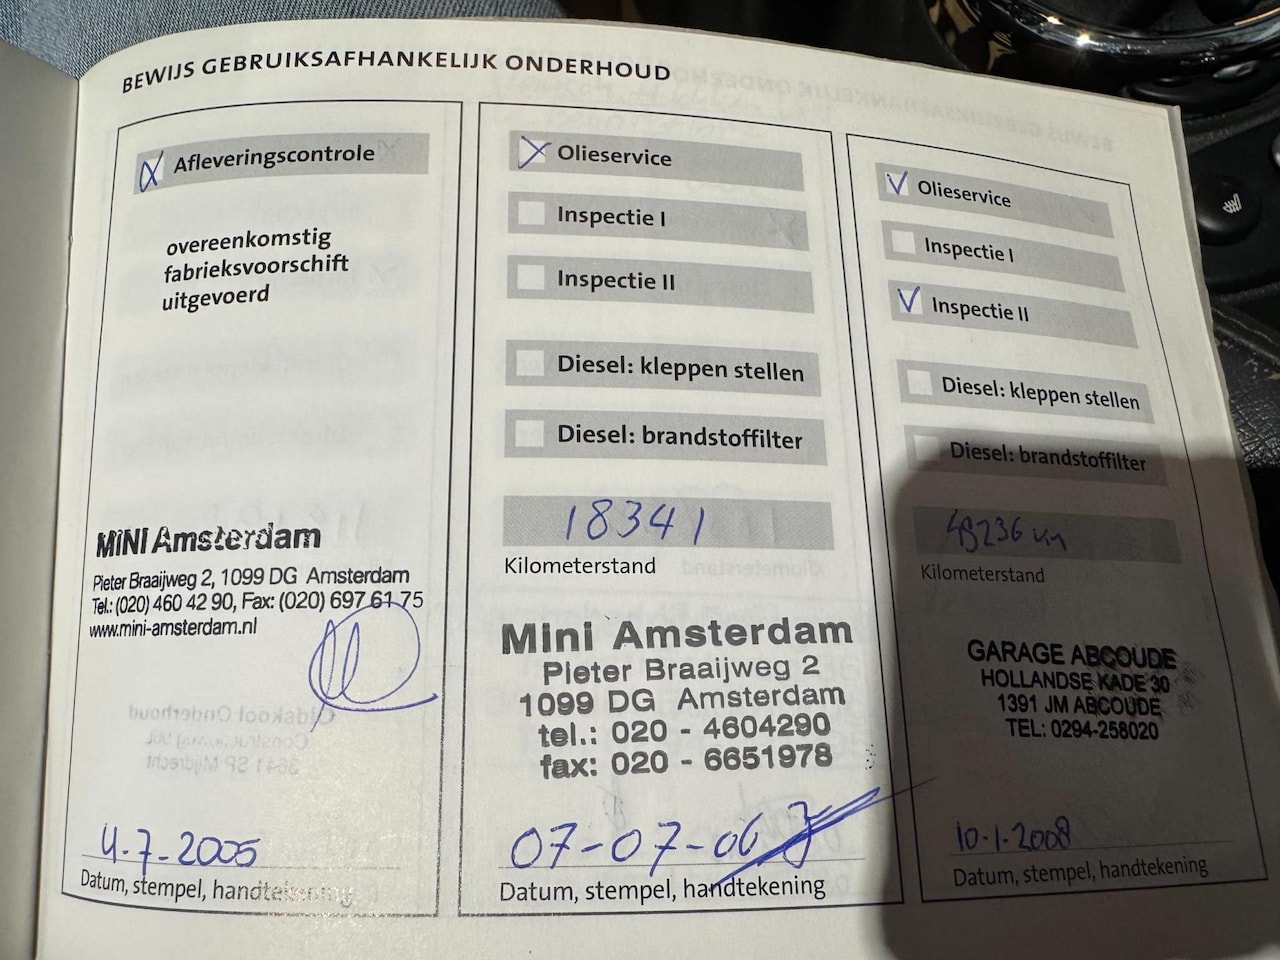 BEWIJS GEBRUIKSAFHANKELIJK ONDERHOUD
Afleveringscontrole
overeenkomstig
fabrieksvoorschift
uitgevoerd
MINI Amsterdam
Pieter Braaijweg 2, 1099 DG Amsterdam
Tel.: (020) 460 42 90, Fax: (020) 697 61 75
www.mini-amsterdam.nl
4-7-2005
Datum, stempel, handtekening
Olieservice
Inspectie I
Inspectie II
Diesel: kleppen stellen
Diesel: brandstoffilter
18341
Kilometerstand
Mini Amsterdam
Pieter Braaijweg 2
1099 DG Amsterdam
tel.: 020 - 4604290
fax: 020 - 6651978
07-07-06
Datum, stempel, handtekening
Olieservice
Inspectie I
Inspectie II
Diesel: kleppen stellen
Diesel: brandstoffilter
48236 km
Kilometerstand
GARAGE ABCOUDE
HOLLANDSE KADE 30
1391 JM ABCOUDE
TEL: 0294-258020
10-1-2008
Datum, stempel, handtekening